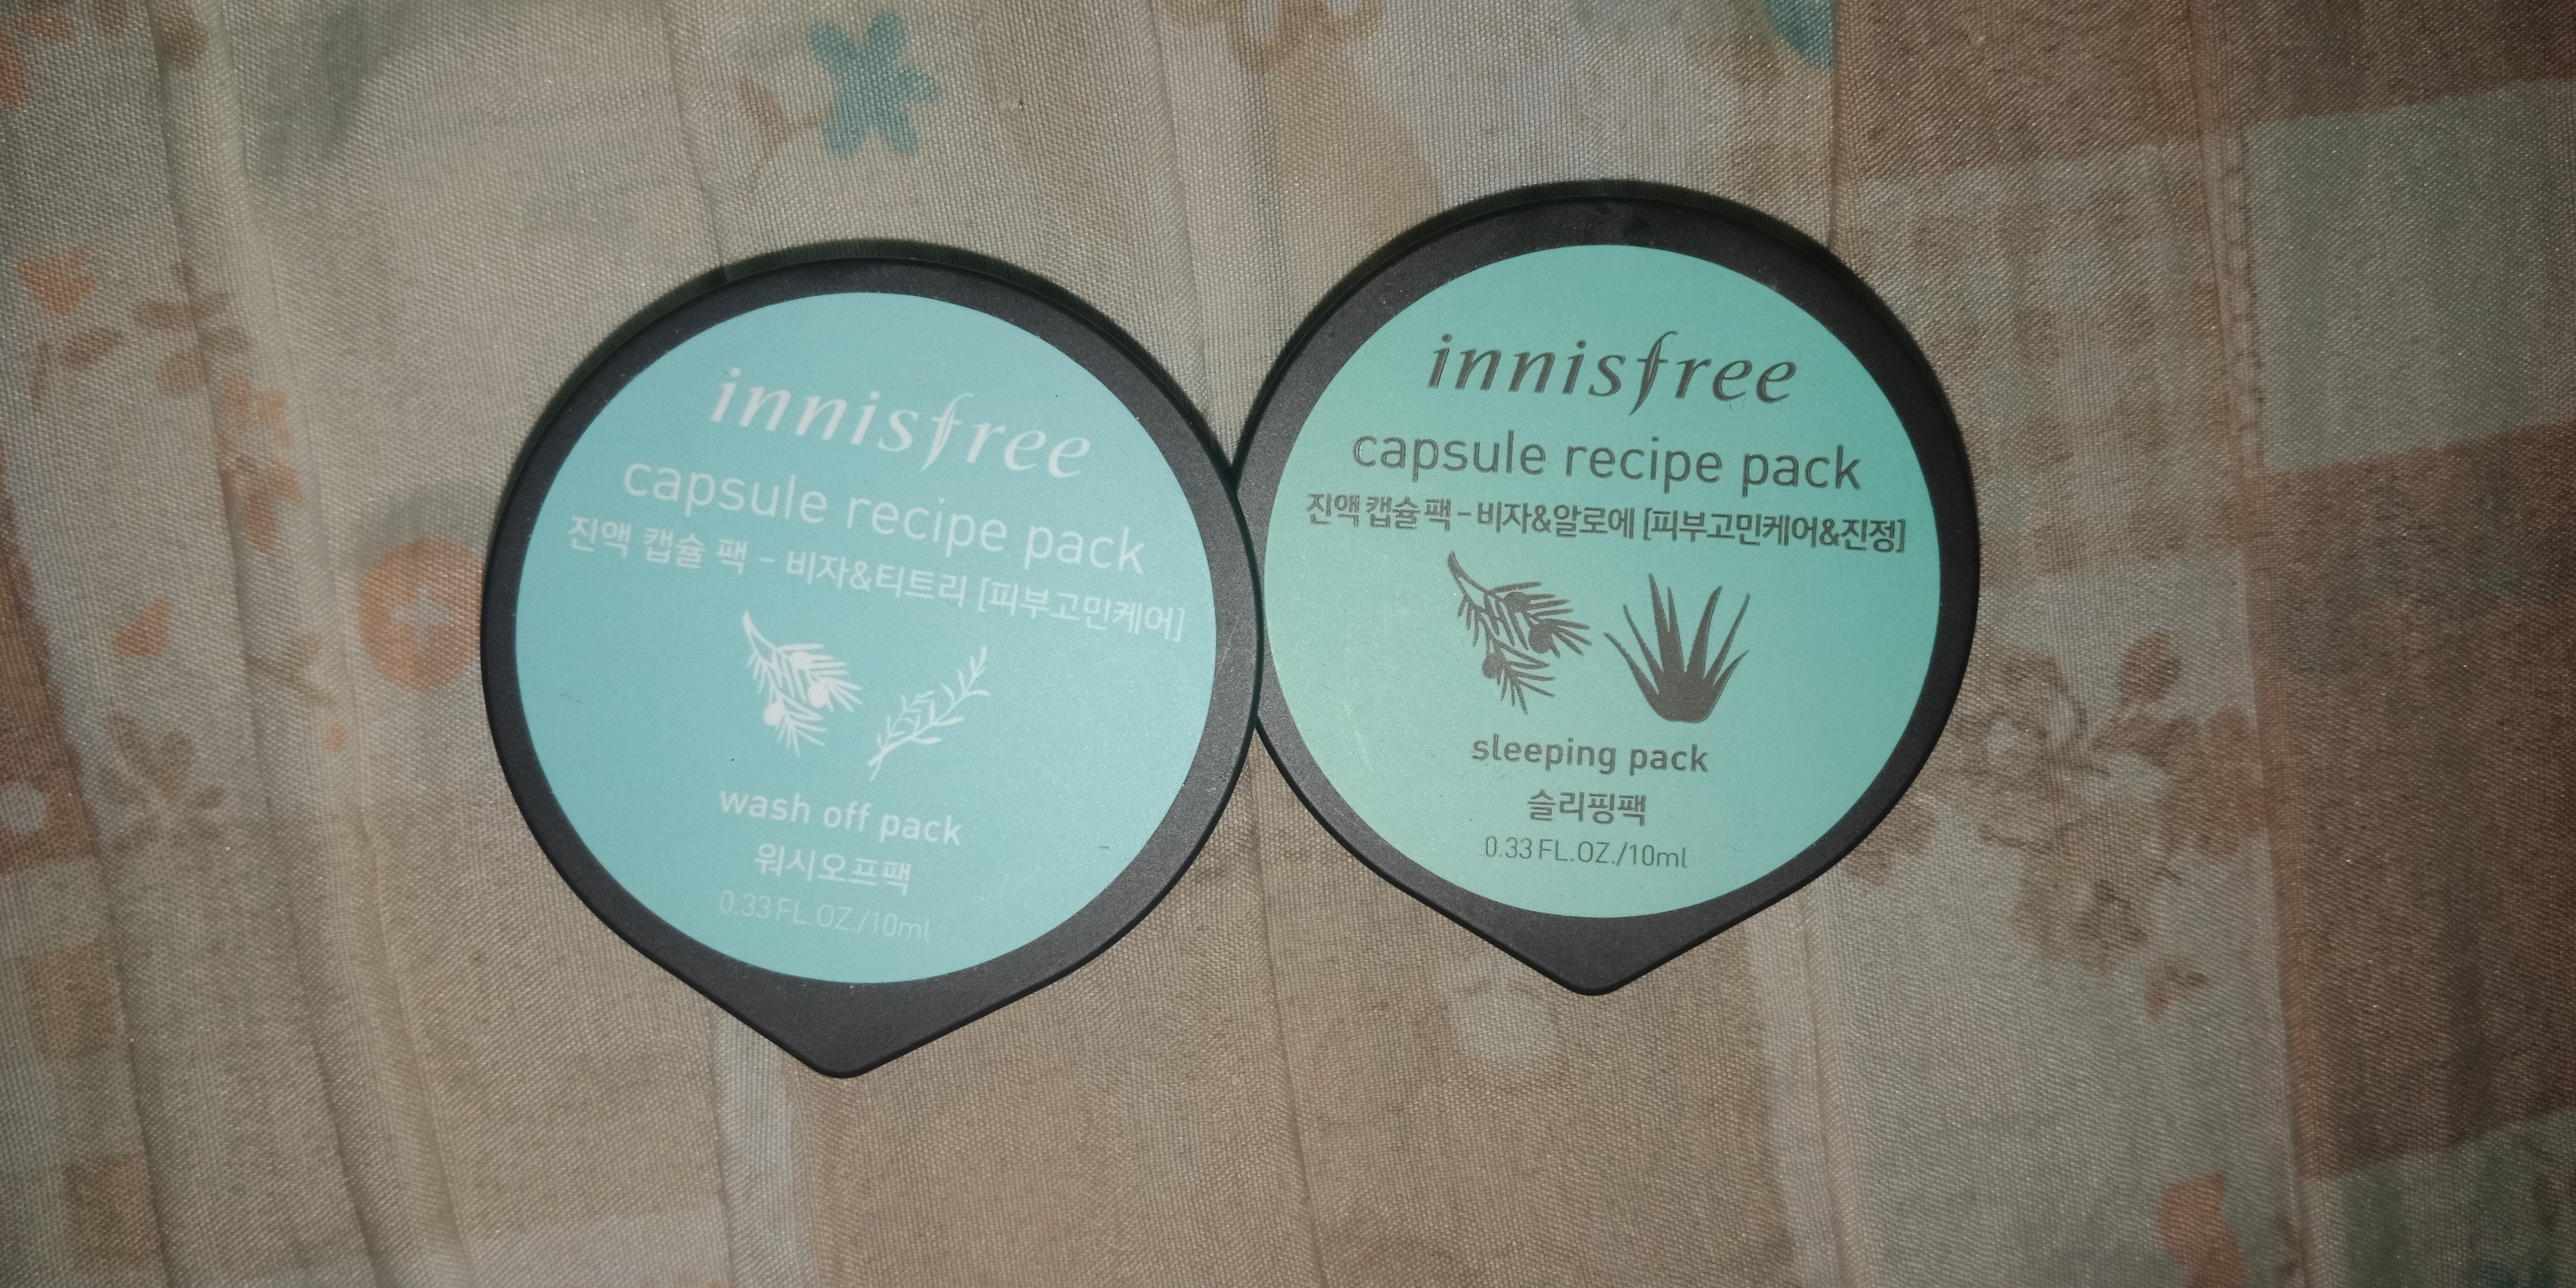 innisfree
capsule recipe pack
진액 캡슐 팩 - 비자&티트리 [피부고민케어]
wash off pack
워시오프팩
0.33 FL.OZ./10ml
innisfree
capsule recipe pack
진액 캡슐 팩 - 비자&알로에 [피부고민케어&진정]
sleeping pack
슬리핑팩
0.33 FL.OZ./10ml